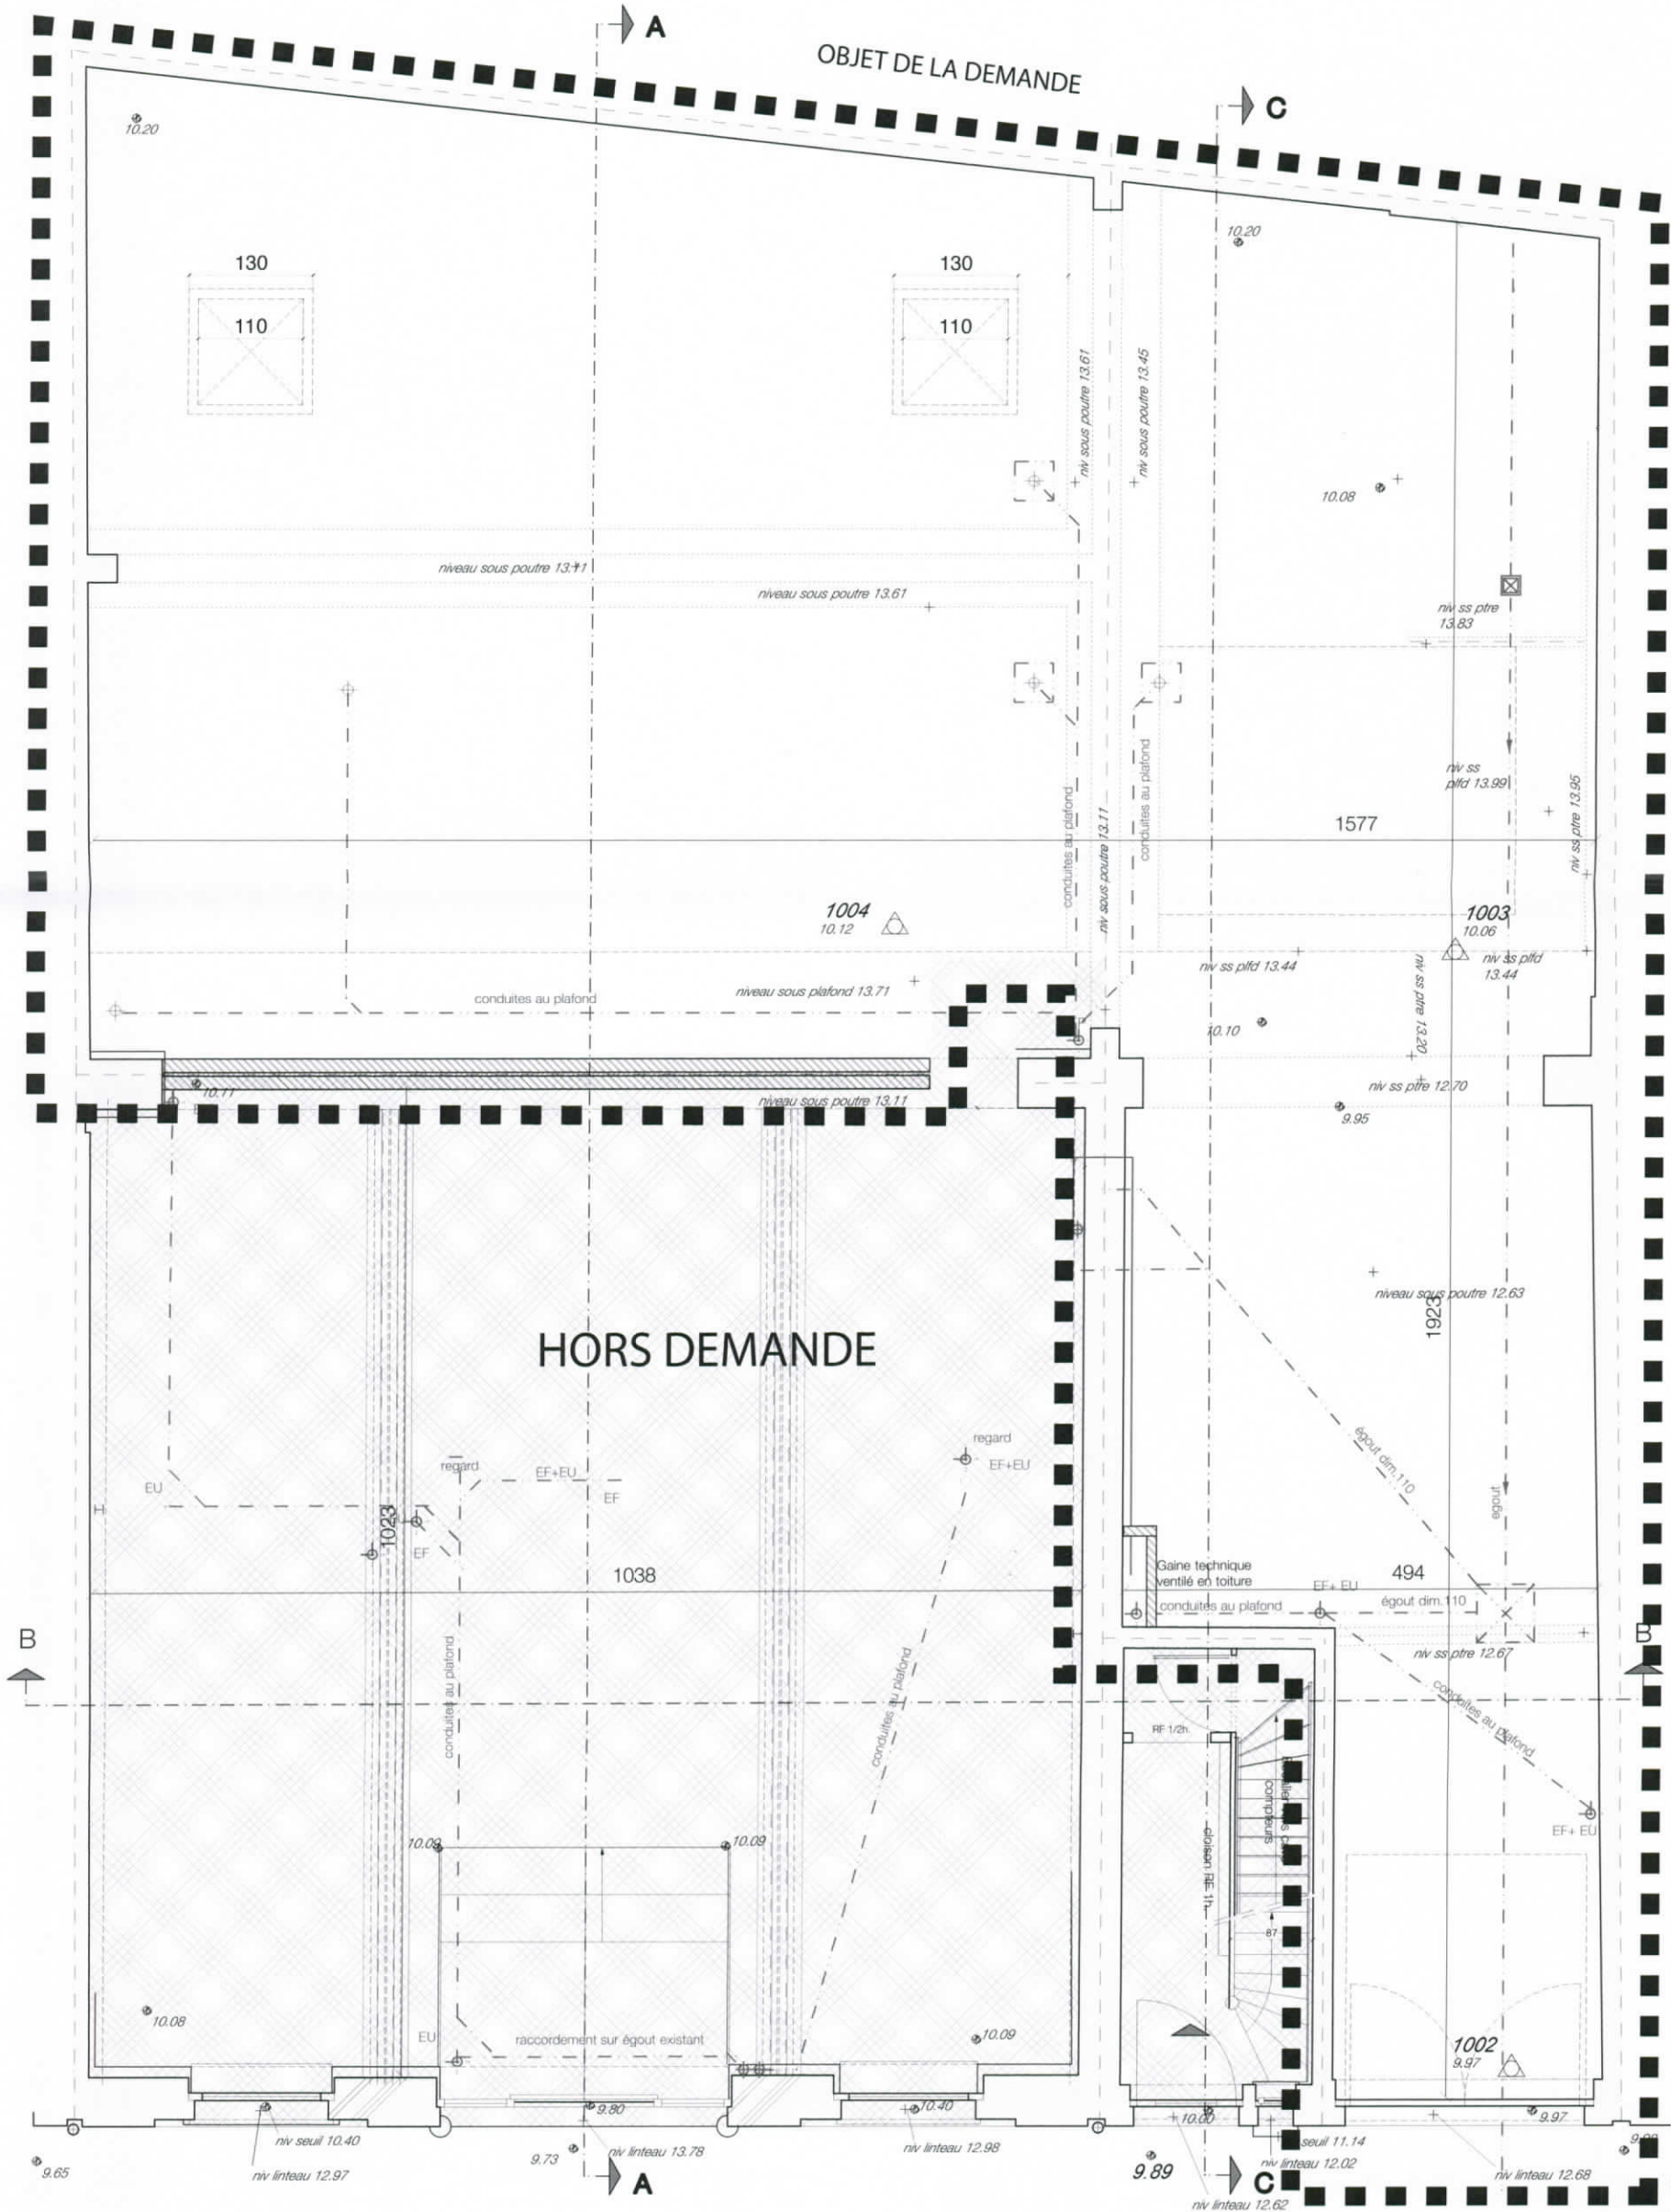 A
OBJET DE LA DEMANDE
C
10.20
10.20
130
130
110
110
niv sous poutre 13.61
niv sous poutre 13.45
10.08
niveau sous poutre 13.11
niveau sous poutre 13.61
niv ss ptre
13.83
niv ss
plfd 13.99
niv ss ptre 13.95
conduites au plafond
niv sous poutre 13.11
conduites au plafond
1577
1004
10.12
1003
10.06
niv ss plfd 13.44
niv ss plfd
13.44
niv ss ptre 13.20
niveau sous plafond 13.71
conduites au plafond
10.10
10.11
niveau sous poutre 13.11
niv ss ptre 12.70
9.95
niveau sous poutre 12.63
1923
HORS DEMANDE
égout dim.110
egout
regard
EF+EU
regard
EF+EU
EF
EU
1023
EF
H
1038
Gaine technique
ventilé en toiture
conduites au plafond
EF+ EU
494
égout dim.110
B
B
niv ss ptre 12.67
conduites au plafond
conduites au plafond
conduites au plafond
RF 1/2h.
compteurs
cloison RF 1h.
87
EF+ EU
10.09
10.09
10.08
EU
raccordement sur égout existant
10.09
1002
9.97
9.80
10.40
10.00
9.97
niv seuil 10.40
niv linteau 12.97
9.65
9.73
niv linteau 13.78
niv linteau 12.98
9.89
seuil 11.14
niv linteau 12.02
niv linteau 12.68
niv linteau 12.62
A
C